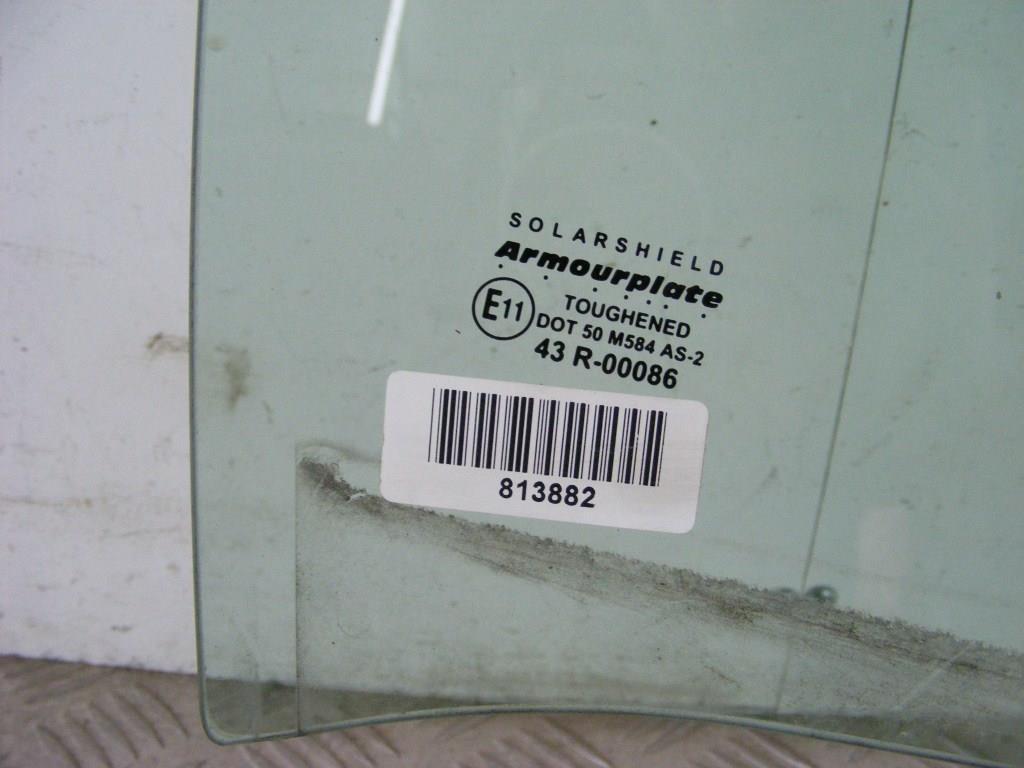 SOLARSHIELD
Armourplate
TOUGHENED
E11
DOT 50 M584 AS-2
43 R-00086
813882